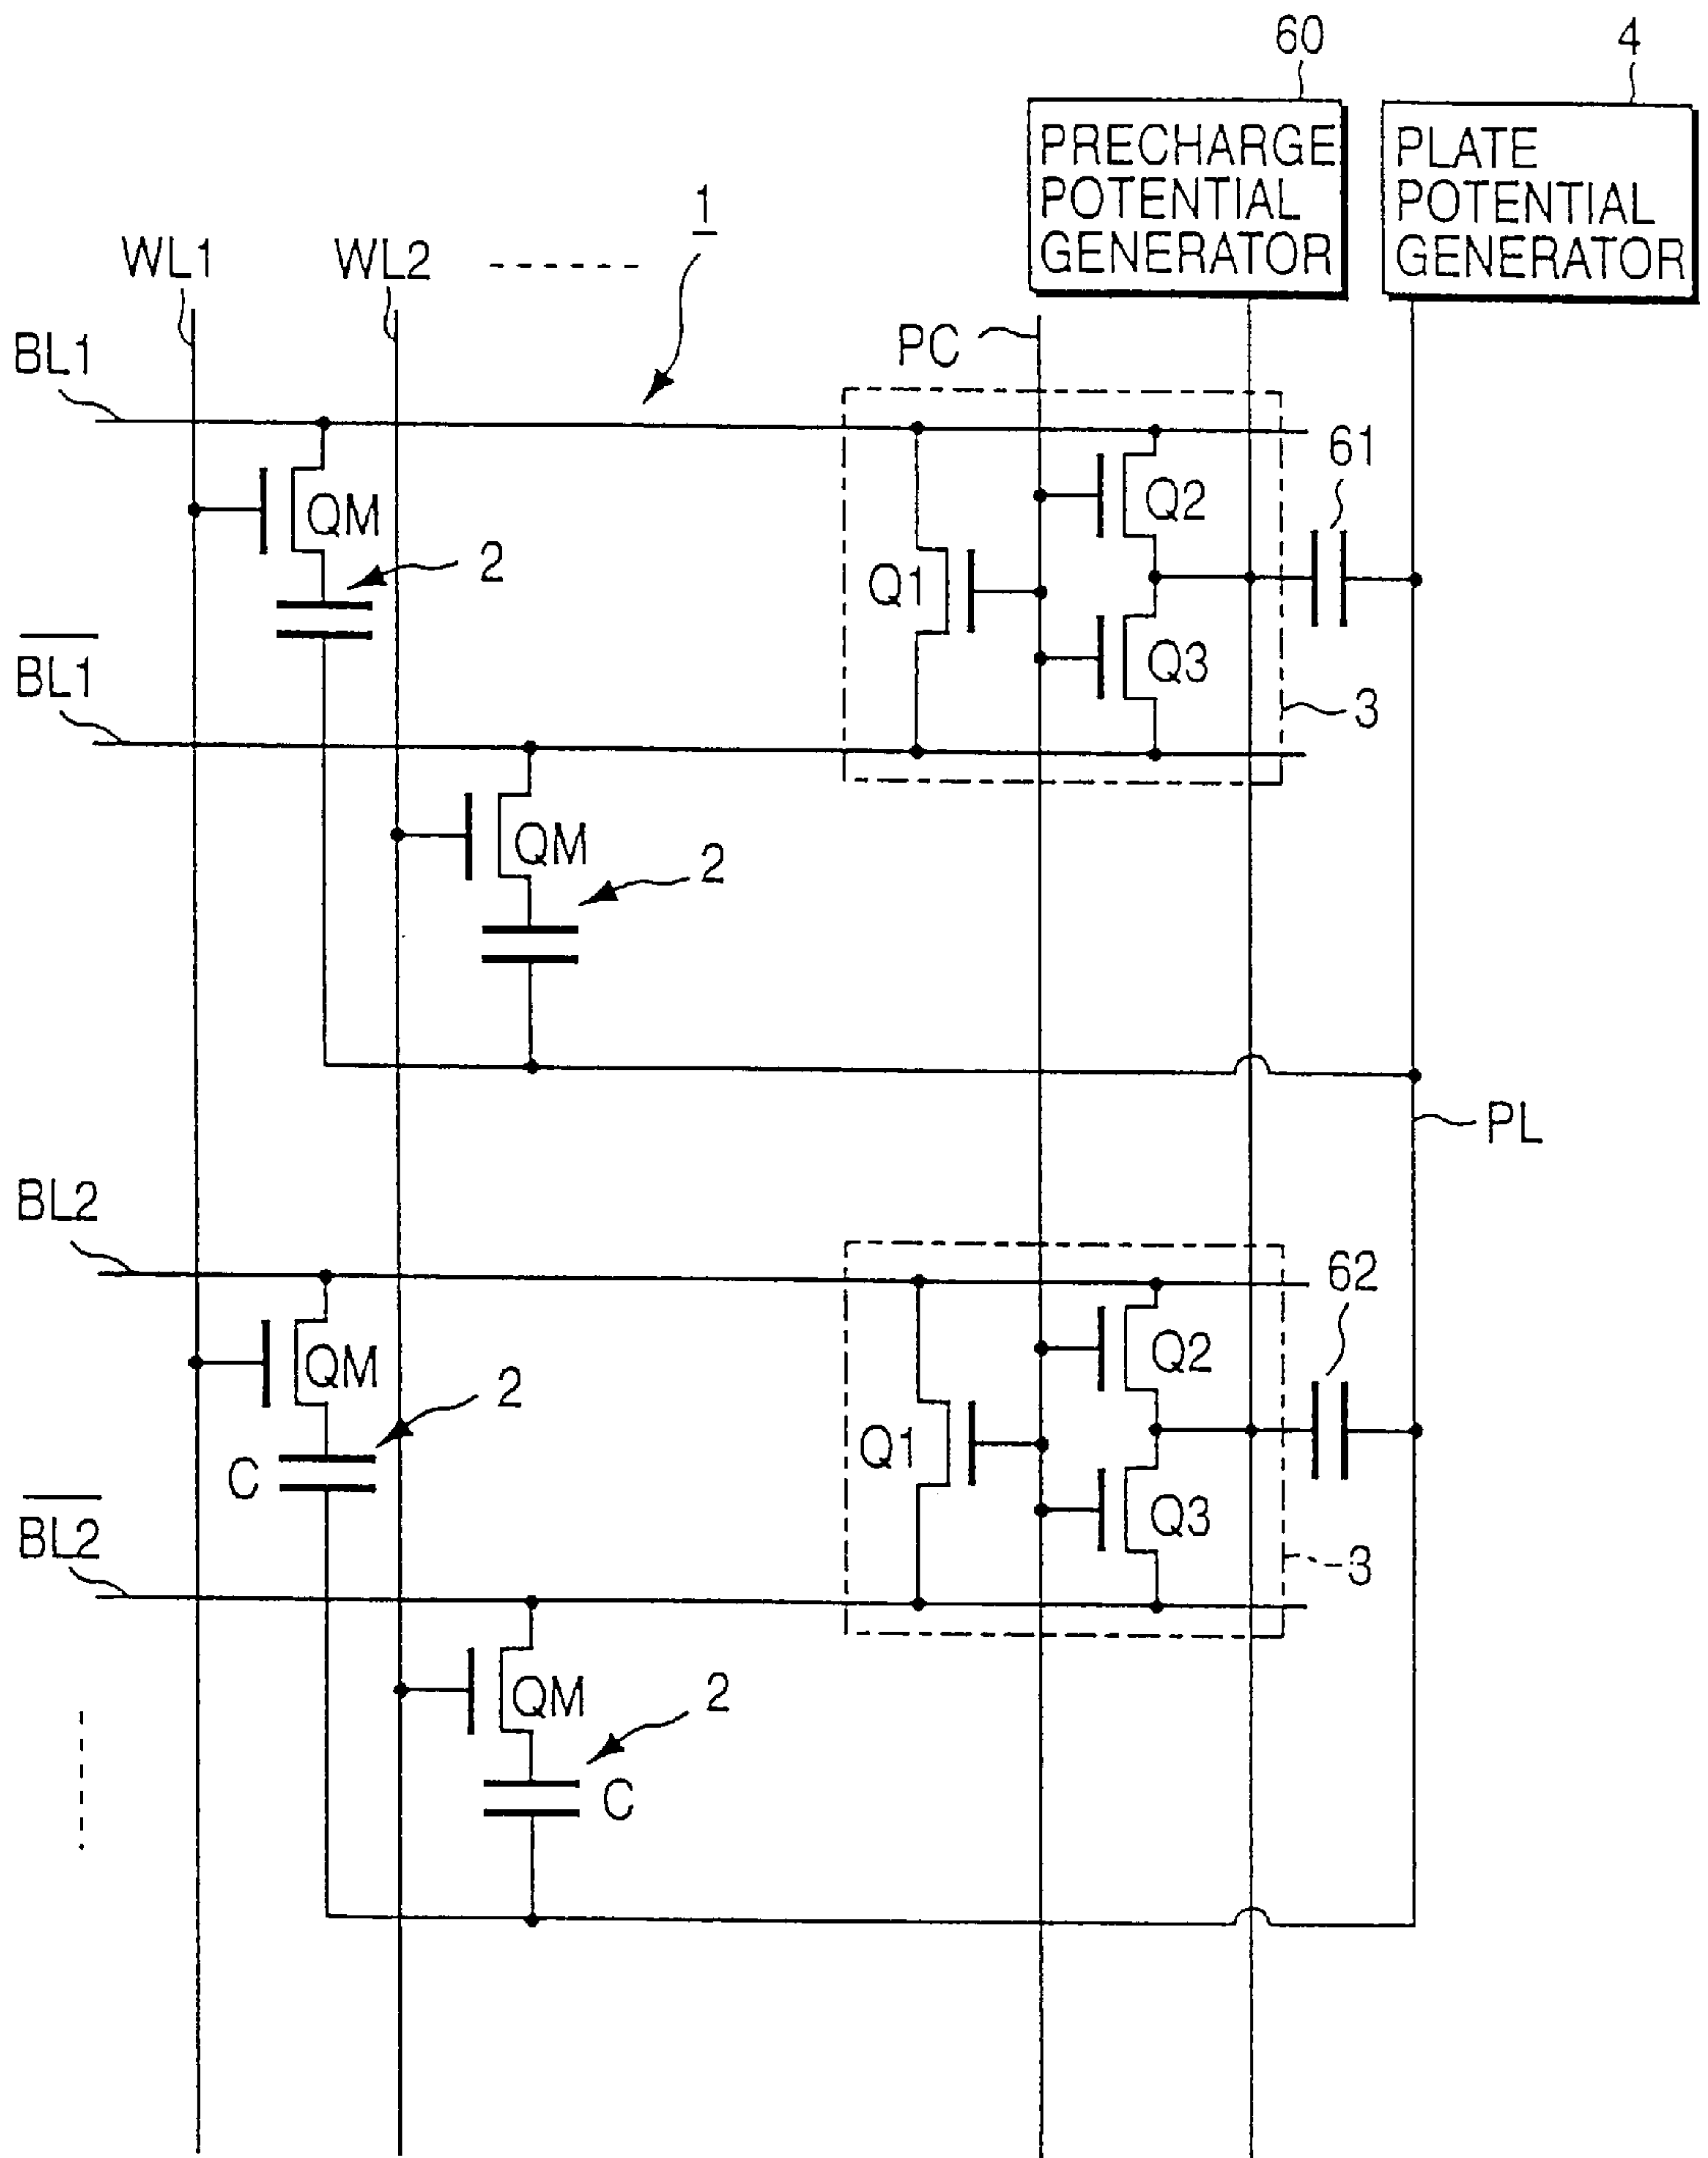 60
4
PRECHARGE
POTENTIAL
GENERATOR
PLATE
POTENTIAL
GENERATOR
1
WL1
WL2
PC
BL1
61
QM
Q2
2
Q1
BL1
Q3
3
QM
2
PL
BL2
62
QM
Q2
2
Q1
C
BL2
Q3
3
QM
2
C